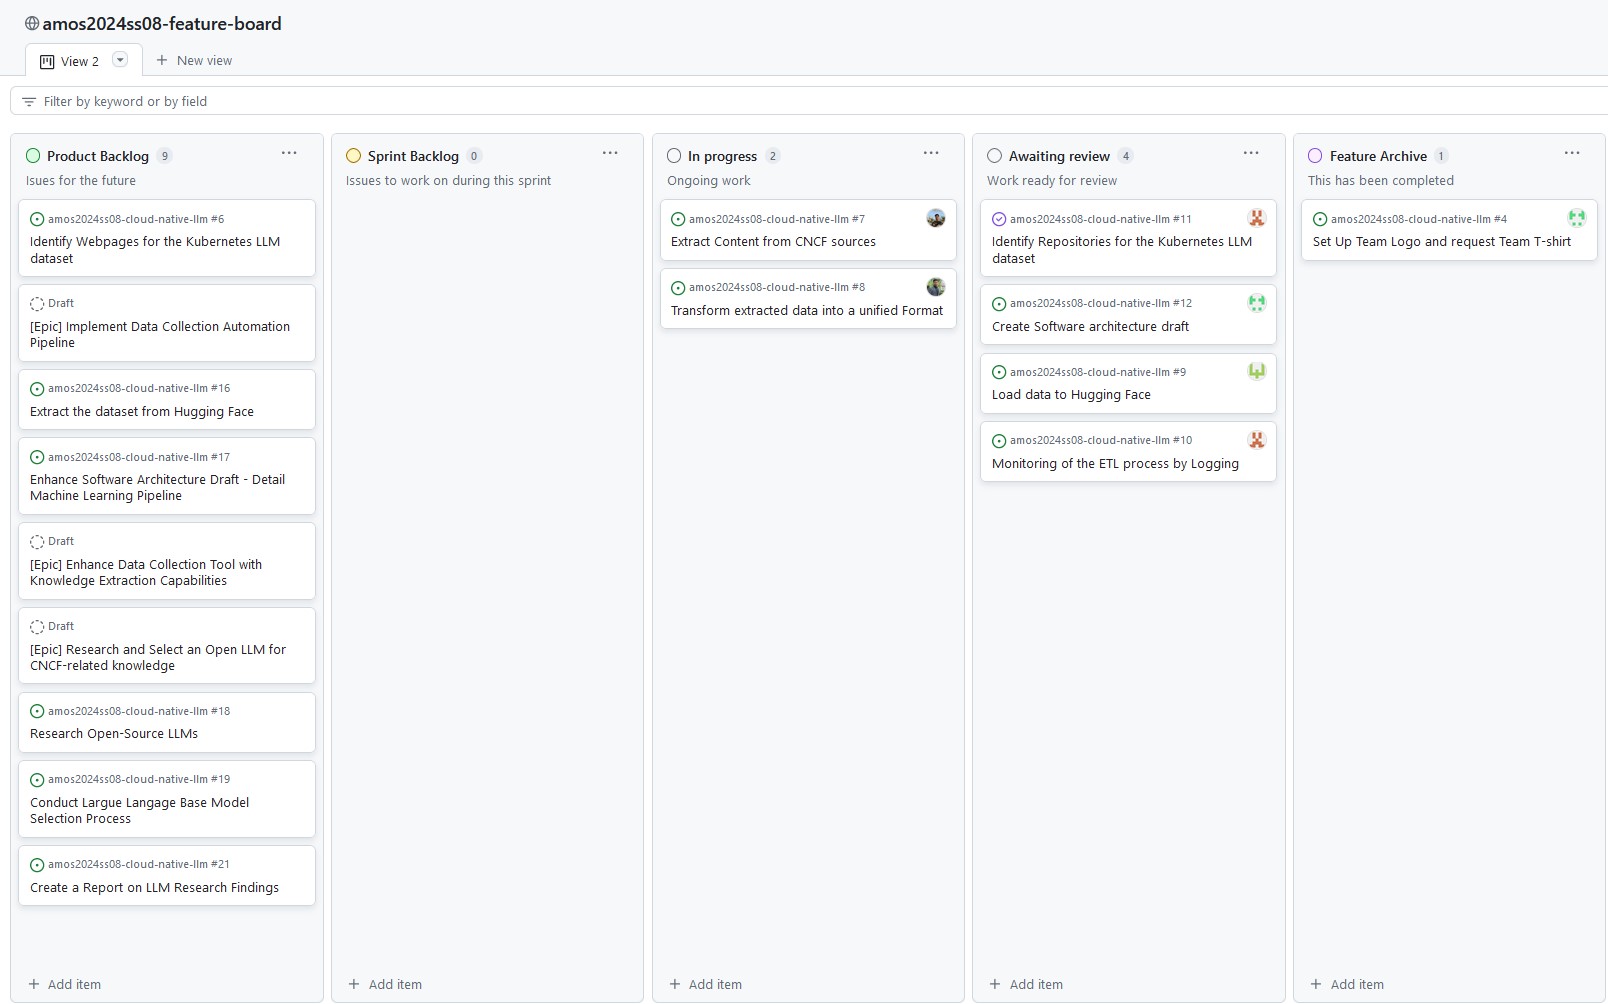 amos2024ss08-feature-board
View 2
New view
Filter by keyword or by field
Product Backlog 9
Isues for the future
amos2024ss08-cloud-native-llm #6
Identify Webpages for the Kubernetes LLM
dataset
Draft
[Epic] Implement Data Collection Automation
Pipeline
amos2024ss08-cloud-native-llm #16
Extract the dataset from Hugging Face
amos2024ss08-cloud-native-llm #17
Enhance Software Architecture Draft - Detail
Machine Learning Pipeline
Draft
[Epic] Enhance Data Collection Tool with
Knowledge Extraction Capabilities
Draft
[Epic] Research and Select an Open LLM for
CNCF-related knowledge
amos2024ss08-cloud-native-llm #18
Research Open-Source LLMs
amos2024ss08-cloud-native-llm #19
Conduct Largue Langage Base Model
Selection Process
amos2024ss08-cloud-native-llm #21
Create a Report on LLM Research Findings
Add item
Sprint Backlog 0
Issues to work on during this sprint
Add item
In progress 2
Ongoing work
amos2024ss08-cloud-native-llm #7
Extract Content from CNCF sources
amos2024ss08-cloud-native-llm #8
Transform extracted data into a unified Format
Add item
Awaiting review 4
Work ready for review
amos2024ss08-cloud-native-llm #11
Identify Repositories for the Kubernetes LLM
dataset
amos2024ss08-cloud-native-llm #12
Create Software architecture draft
amos2024ss08-cloud-native-llm #9
Load data to Hugging Face
amos2024ss08-cloud-native-llm #10
Monitoring of the ETL process by Logging
Add item
Feature Archive 1
This has been completed
amos2024ss08-cloud-native-llm #4
Set Up Team Logo and request Team T-shirt
Add item